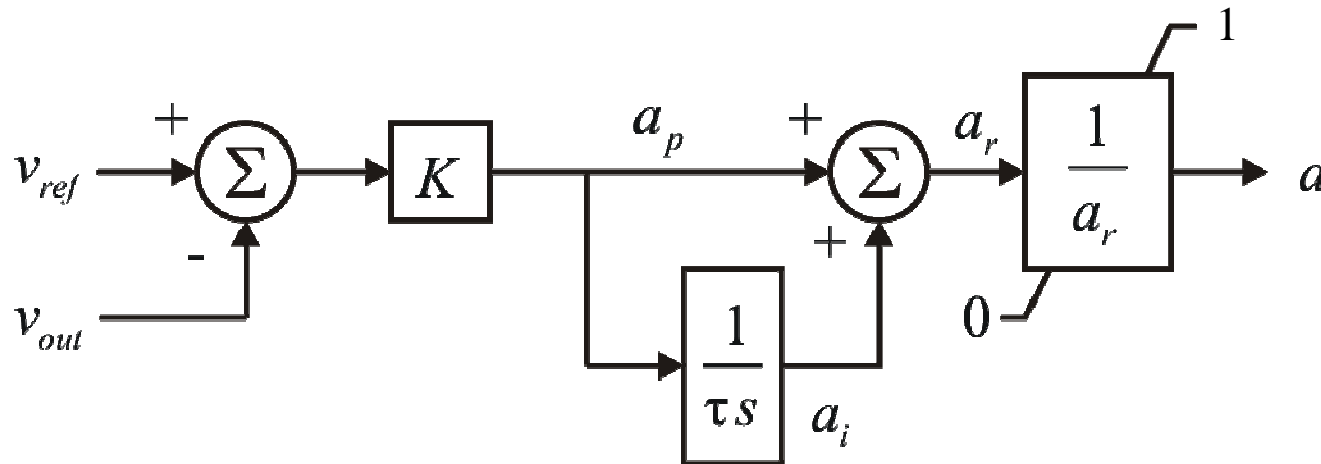 1
+
v_ref
Σ
K
a_p
+
Σ
a_r
1
a_r
a
-
+
v_out
0
1
τs
a_i